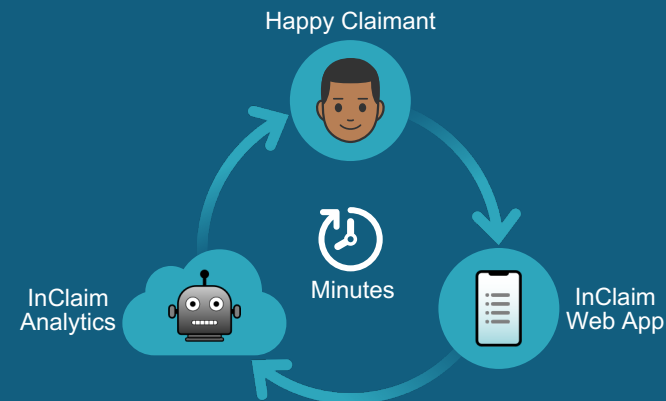 Happy Claimant
Minutes
InClaim
Analytics
InClaim
Web App